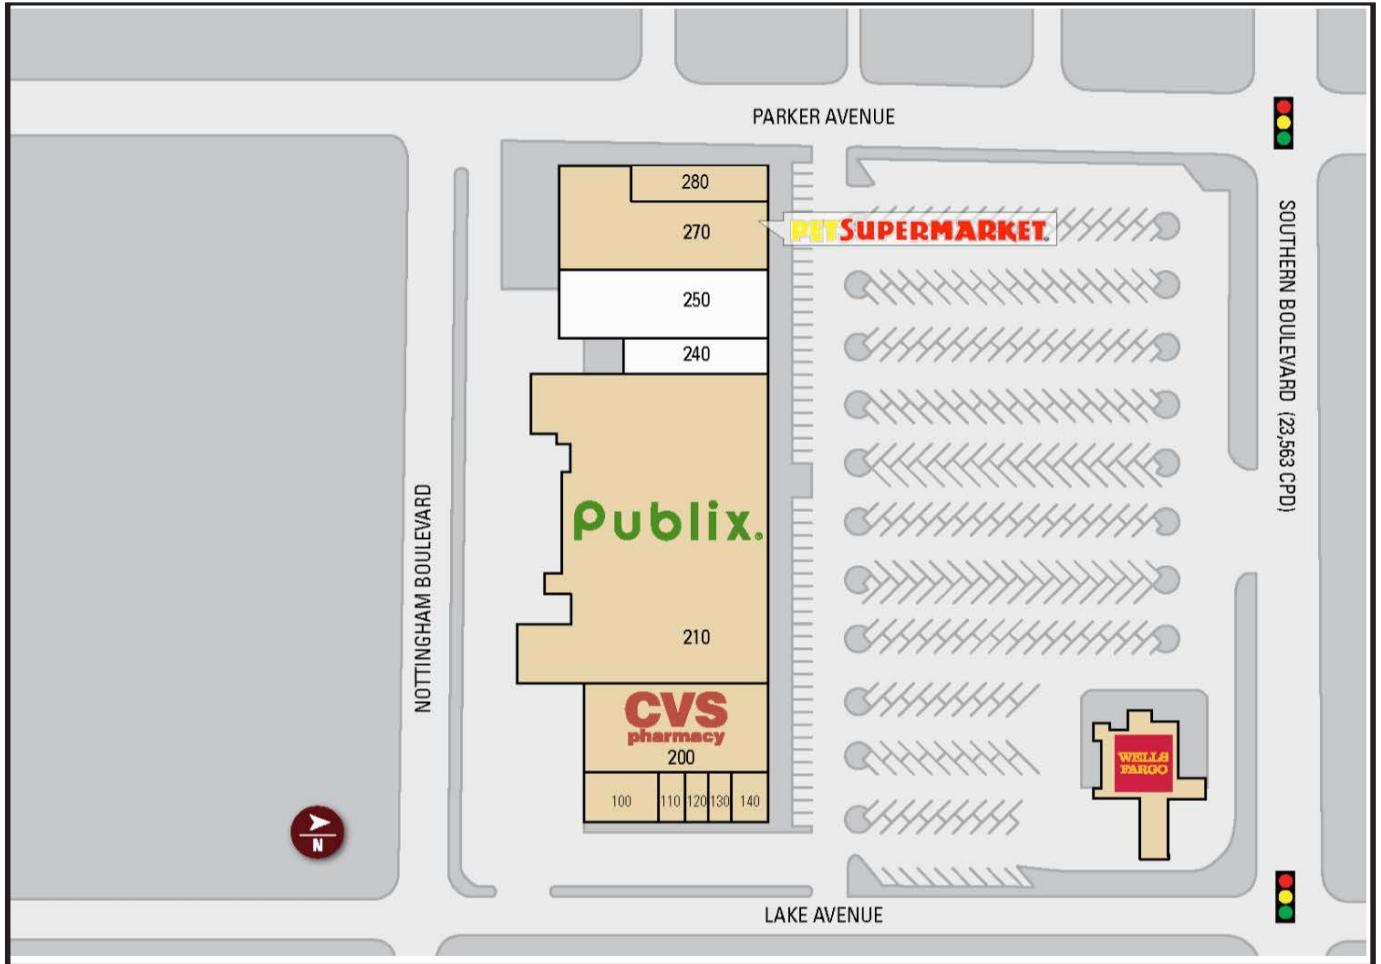 PARKER AVENUE
280
270
PETSUPERMARKET.
250
240
SOUTHERN BOULEVARD (23,563 CPD)
NOTTINGHAM BOULEVARD
Publix.
210
CVS
pharmacy
200
WELLS
FARGO
100 110 120 130 140
N
LAKE AVENUE